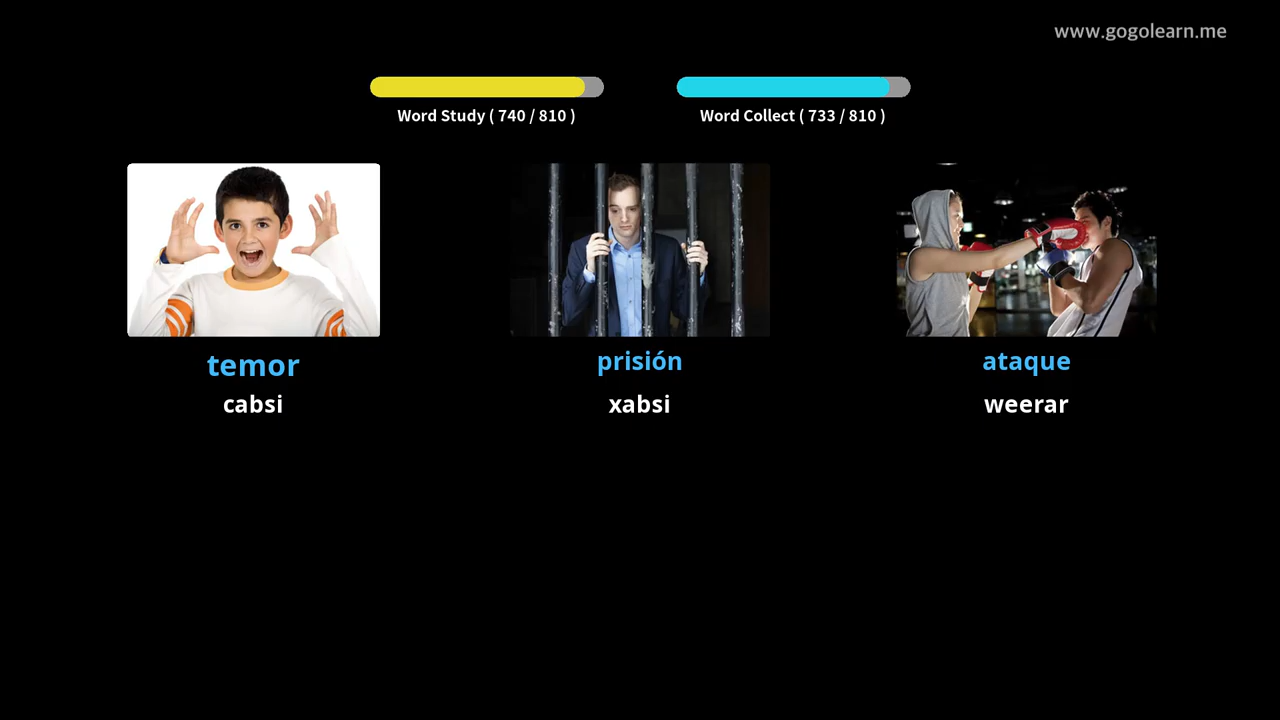 www.gogolearn.me
Word Study ( 740 / 810 )
Word Collect ( 733 / 810 )
temor
prisión
ataque
cabsi
xabsi
weerar